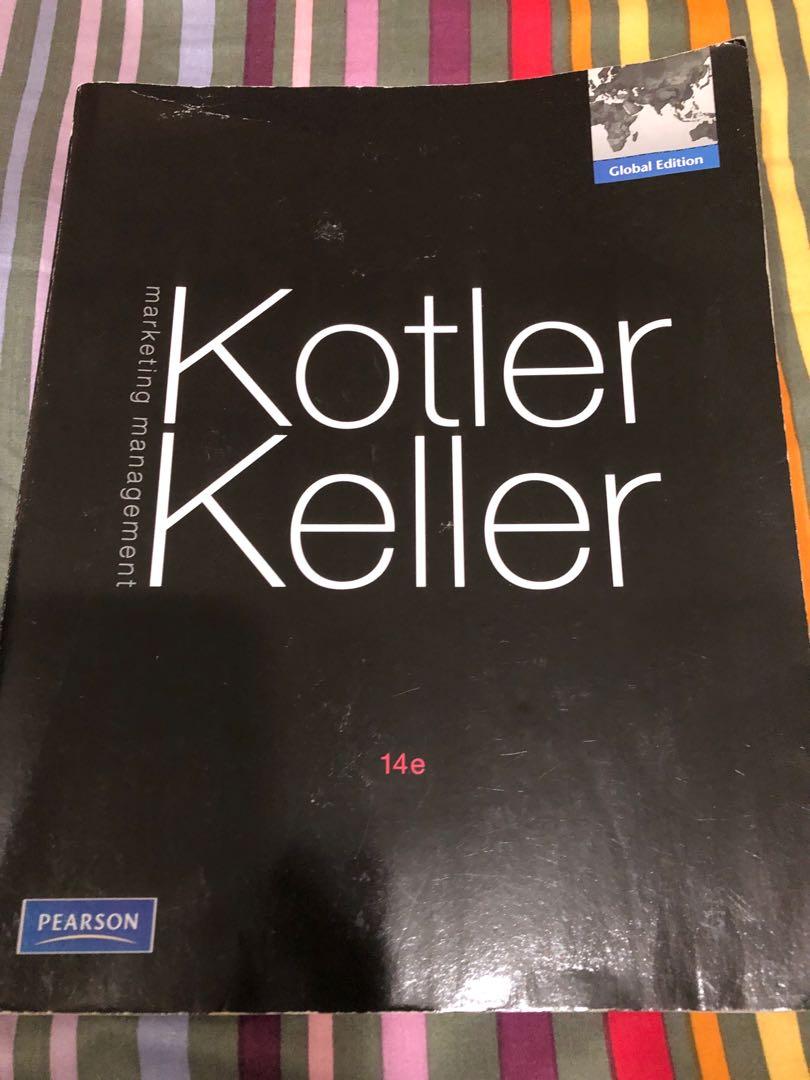 Global Edition
marketing management
Kotler
Keller
14e
PEARSON